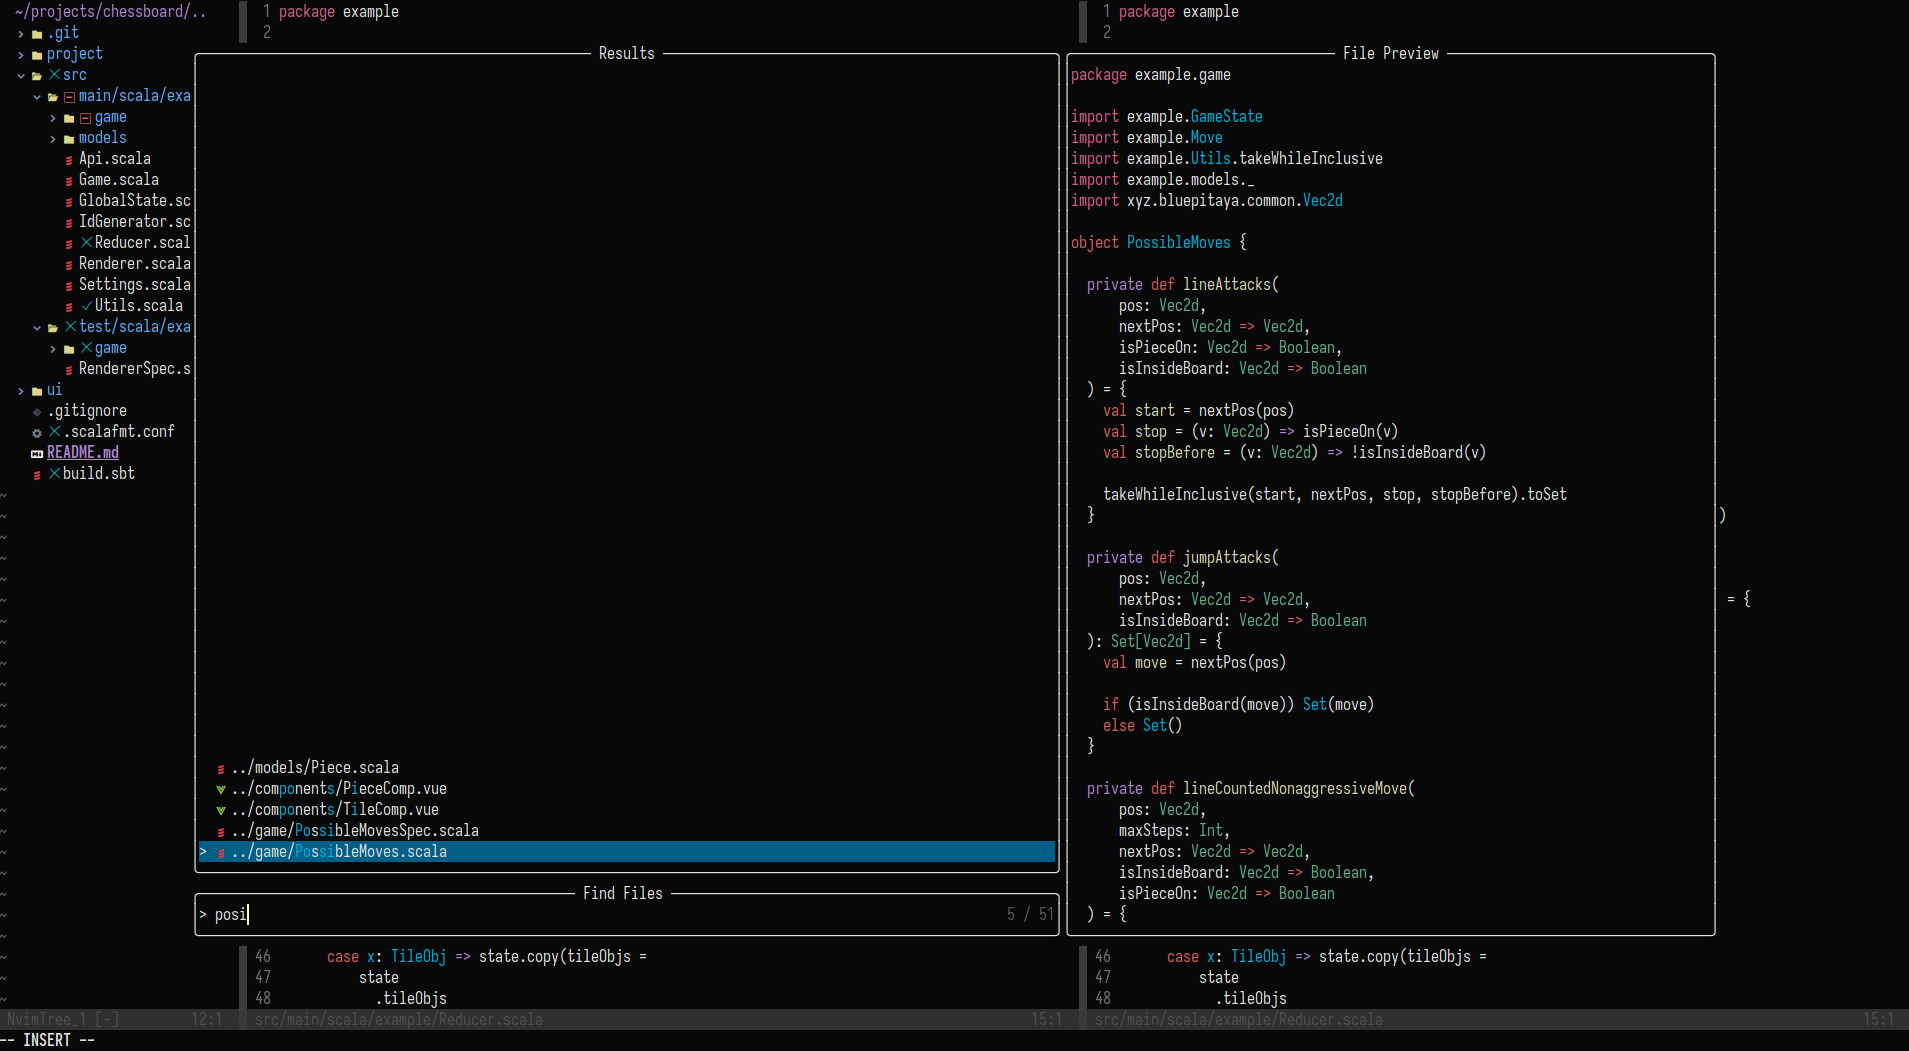 ~/projects/chessboard/..
.git
project
src
main/scala/exa
game
models
Api.scala
Game.scala
GlobalState.sc
IdGenerator.sc
Reducer.scal
Renderer.scala
Settings.scala
Utils.scala
test/scala/exa
game
RendererSpec.s
ui
.gitignore
.scalafmt.conf
README.md
build.sbt
NvimTree_1 [-] 12:1
1 package example
2
Results
../models/Piece.scala
../components/PieceComp.vue
../components/TileComp.vue
../game/PossibleMovesSpec.scala
> ../game/PossibleMoves.scala
Find Files
> posi 5 / 51
46 case x: TileObj => state.copy(tileObjs =
47 state
48 .tileObjs
src/main/scala/example/Reducer.scala 15:1
1 package example
2
File Preview
package example.game
import example.GameState
import example.Move
import example.Utils.takeWhileInclusive
import example.models._
import xyz.bluepitaya.common.Vec2d
object PossibleMoves {
private def lineAttacks(
pos: Vec2d,
nextPos: Vec2d => Vec2d,
isPieceOn: Vec2d => Boolean,
isInsideBoard: Vec2d => Boolean
) = {
val start = nextPos(pos)
val stop = (v: Vec2d) => isPieceOn(v)
val stopBefore = (v: Vec2d) => !isInsideBoard(v)
takeWhileInclusive(start, nextPos, stop, stopBefore).toSet
}
)
private def jumpAttacks(
pos: Vec2d,
nextPos: Vec2d => Vec2d,
= {
isInsideBoard: Vec2d => Boolean
): Set[Vec2d] = {
val move = nextPos(pos)
if (isInsideBoard(move)) Set(move)
else Set()
}
private def lineCountedNonaggressiveMove(
pos: Vec2d,
maxSteps: Int,
nextPos: Vec2d => Vec2d,
isInsideBoard: Vec2d => Boolean,
isPieceOn: Vec2d => Boolean
) = {
46 case x: TileObj => state.copy(tileObjs =
47 state
48 .tileObjs
src/main/scala/example/Reducer.scala 15:1
-- INSERT --